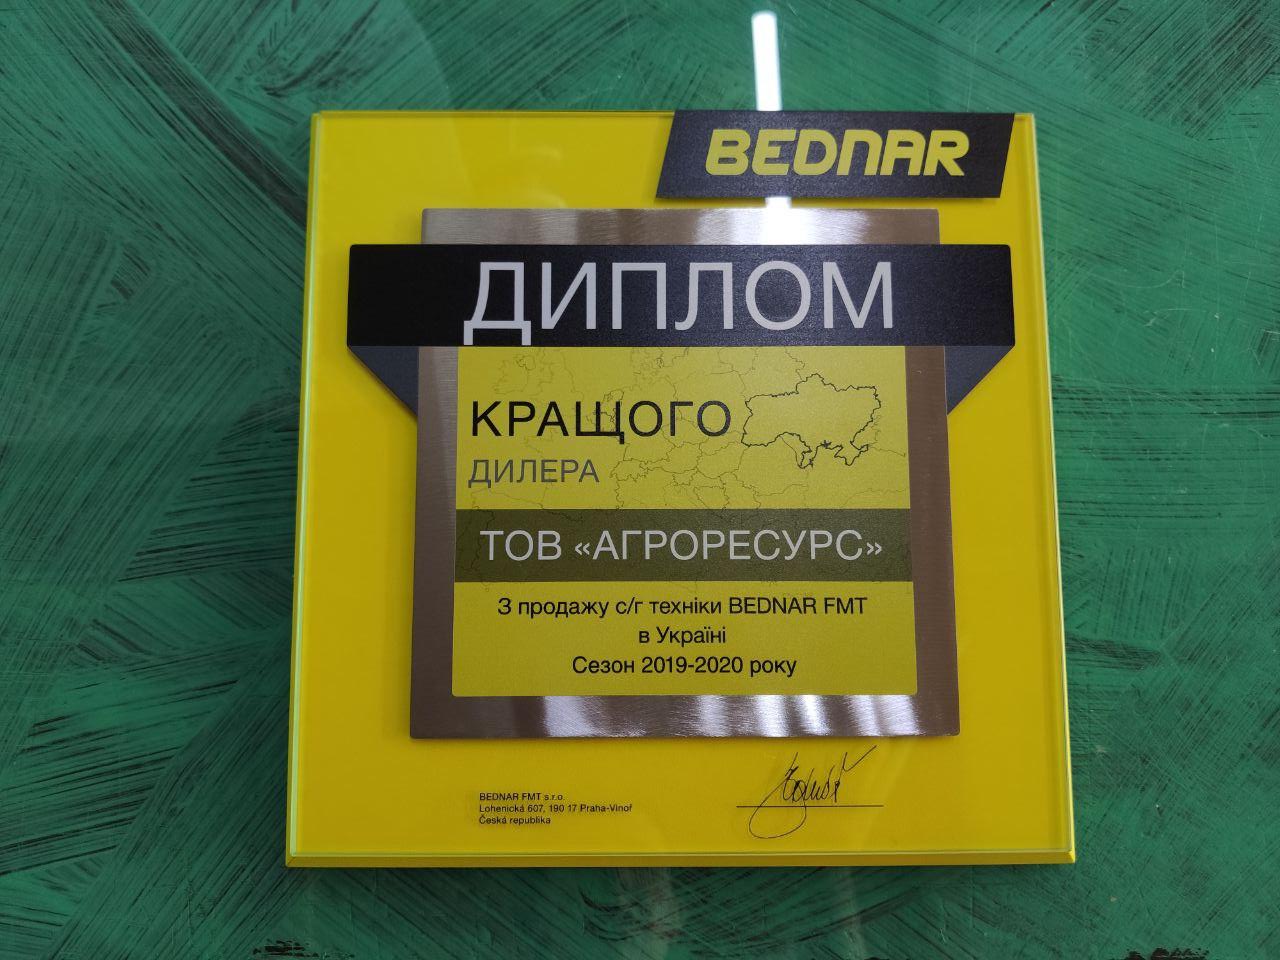 BEDNAR
ДИПЛОМ
КРАЩОГО
ДИЛЕРА
ТОВ «АГРОРЕСУРС»
З продажу с/г техніки BEDNAR FMT
в Україні
Сезон 2019-2020 року
BEDNAR FMT s.r.o.
Lohenická 607, 190 17 Praha-Vinoř
Česká republika